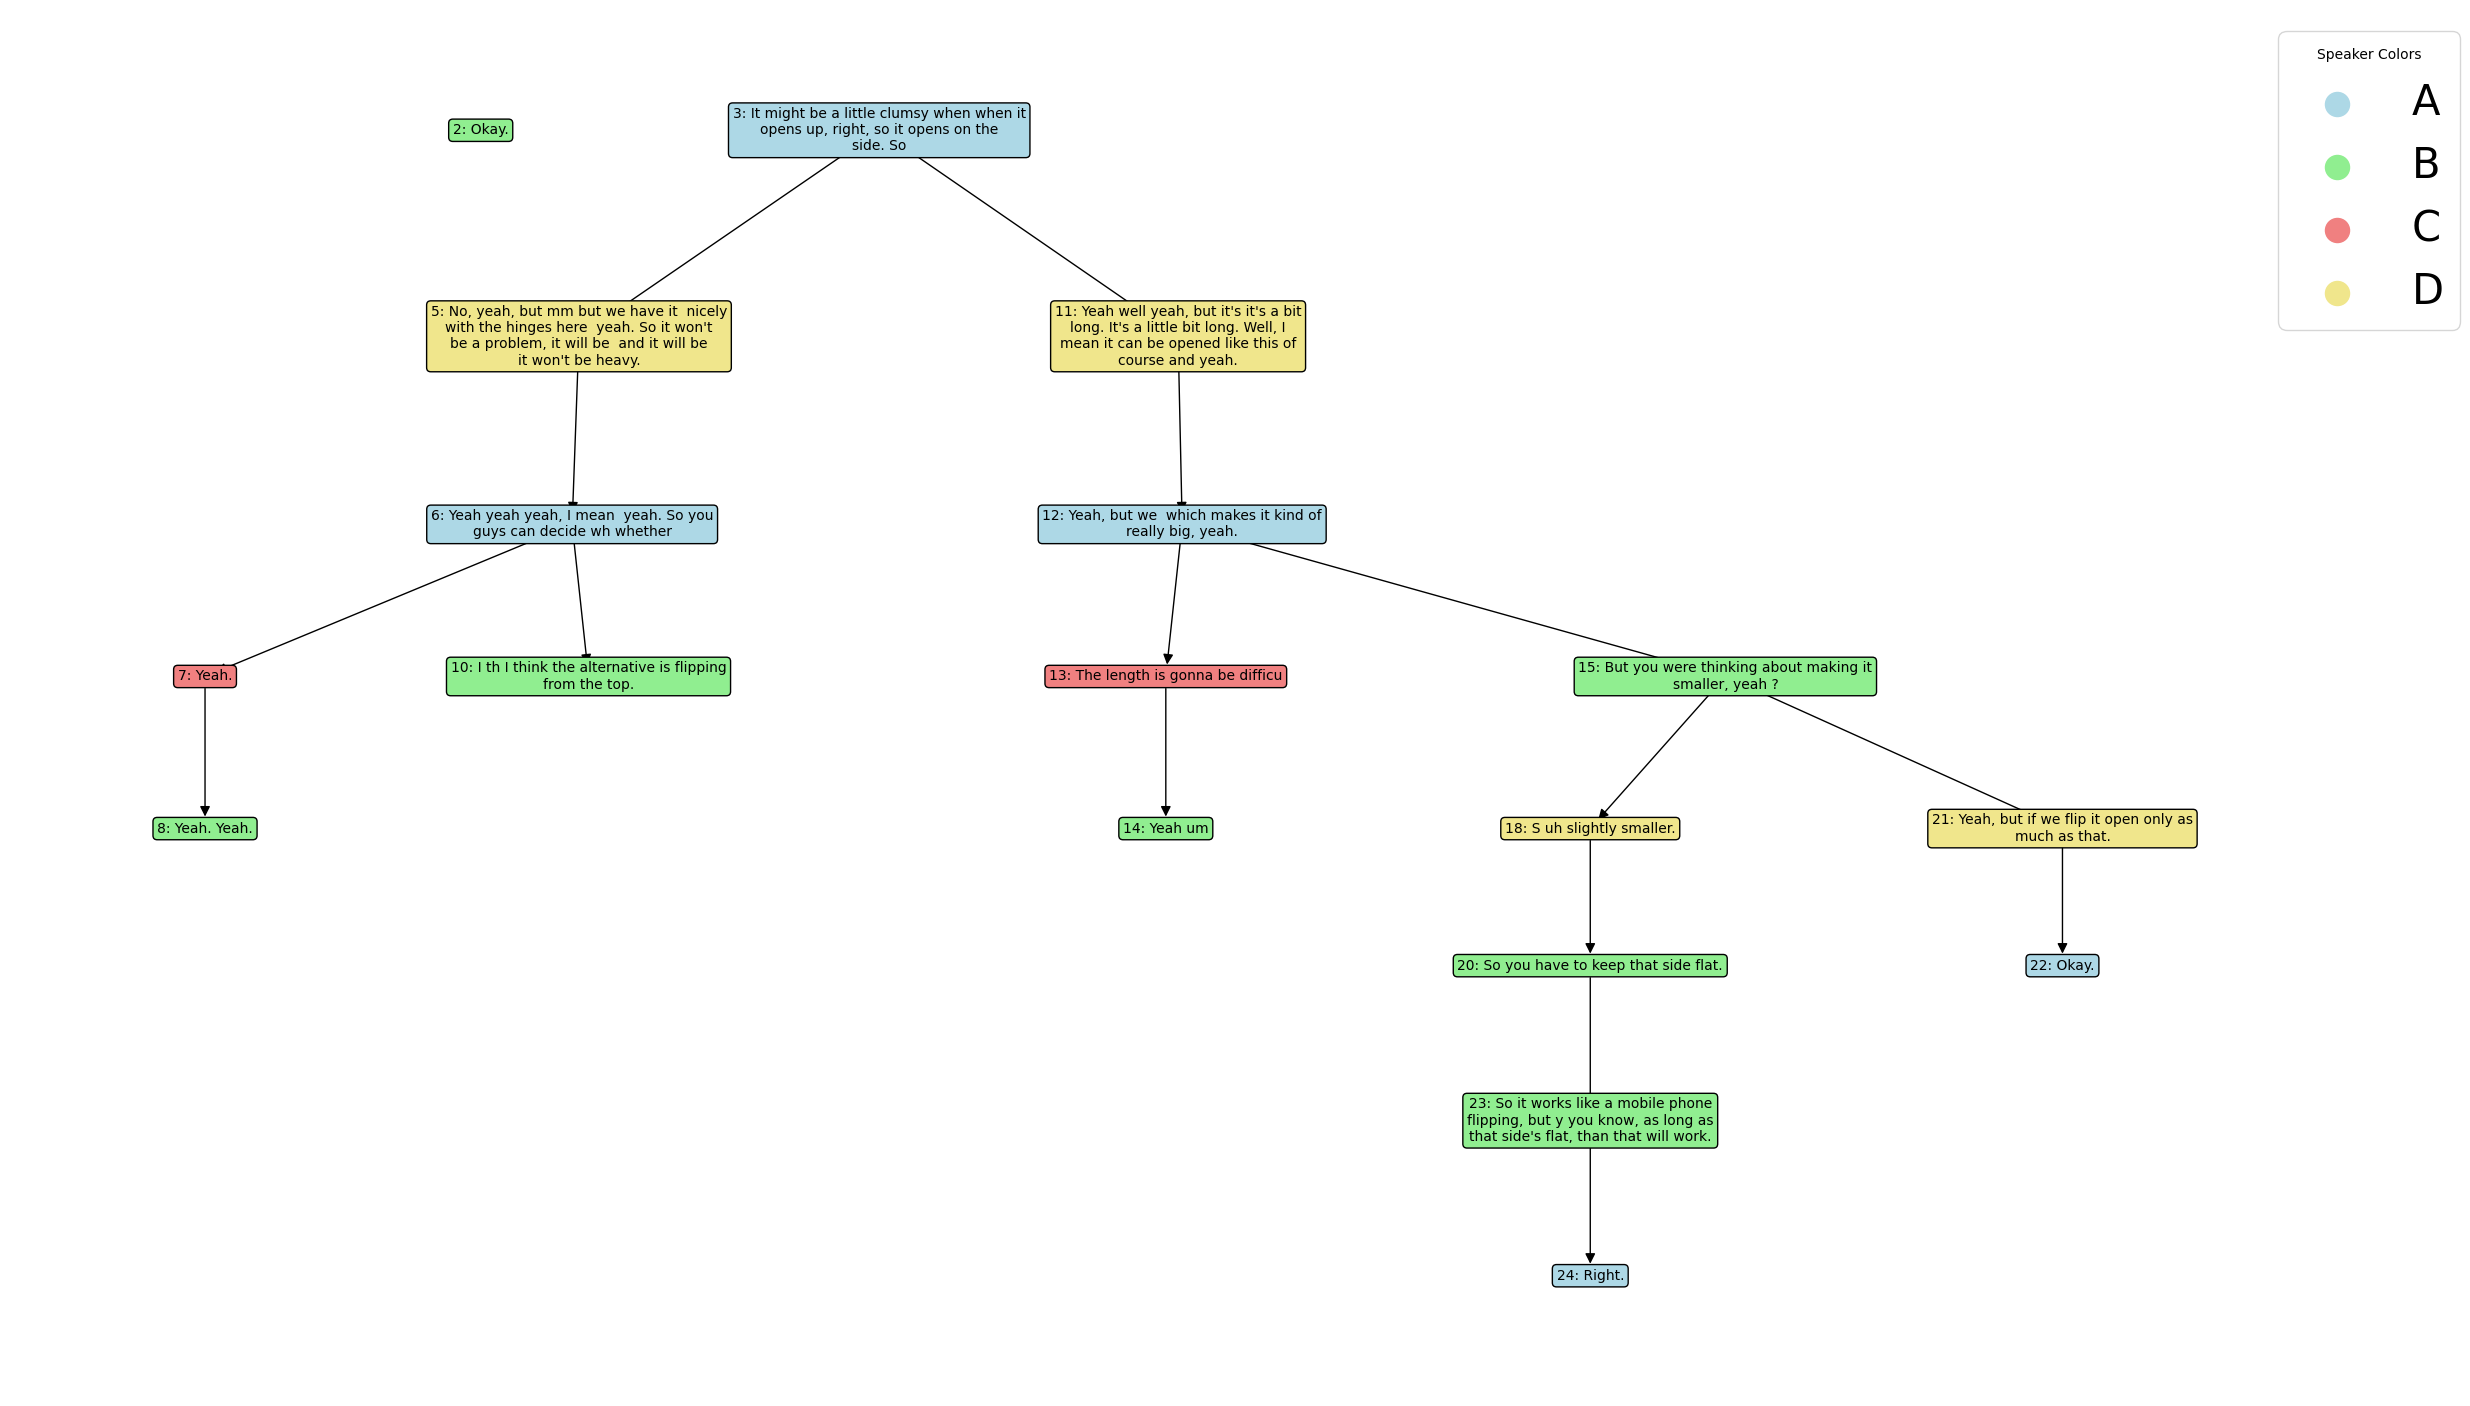 Speaker Colors
A
B
C
D
2: Okay.
3: It might be a little clumsy when when it
opens up, right, so it opens on the
side. So
5: No, yeah, but mm but we have it  nicely
with the hinges here  yeah. So it won't
be a problem, it will be  and it will be
it won't be heavy.
11: Yeah well yeah, but it's it's a bit
long. It's a little bit long. Well, I
mean it can be opened like this of
course and yeah.
6: Yeah yeah yeah, I mean  yeah. So you
guys can decide wh whether
12: Yeah, but we  which makes it kind of
really big, yeah.
7: Yeah.
10: I th I think the alternative is flipping
from the top.
13: The length is gonna be difficu
15: But you were thinking about making it
smaller, yeah ?
8: Yeah. Yeah.
14: Yeah um
18: S uh slightly smaller.
21: Yeah, but if we flip it open only as
much as that.
20: So you have to keep that side flat.
22: Okay.
23: So it works like a mobile phone
flipping, but y you know, as long as
that side's flat, than that will work.
24: Right.